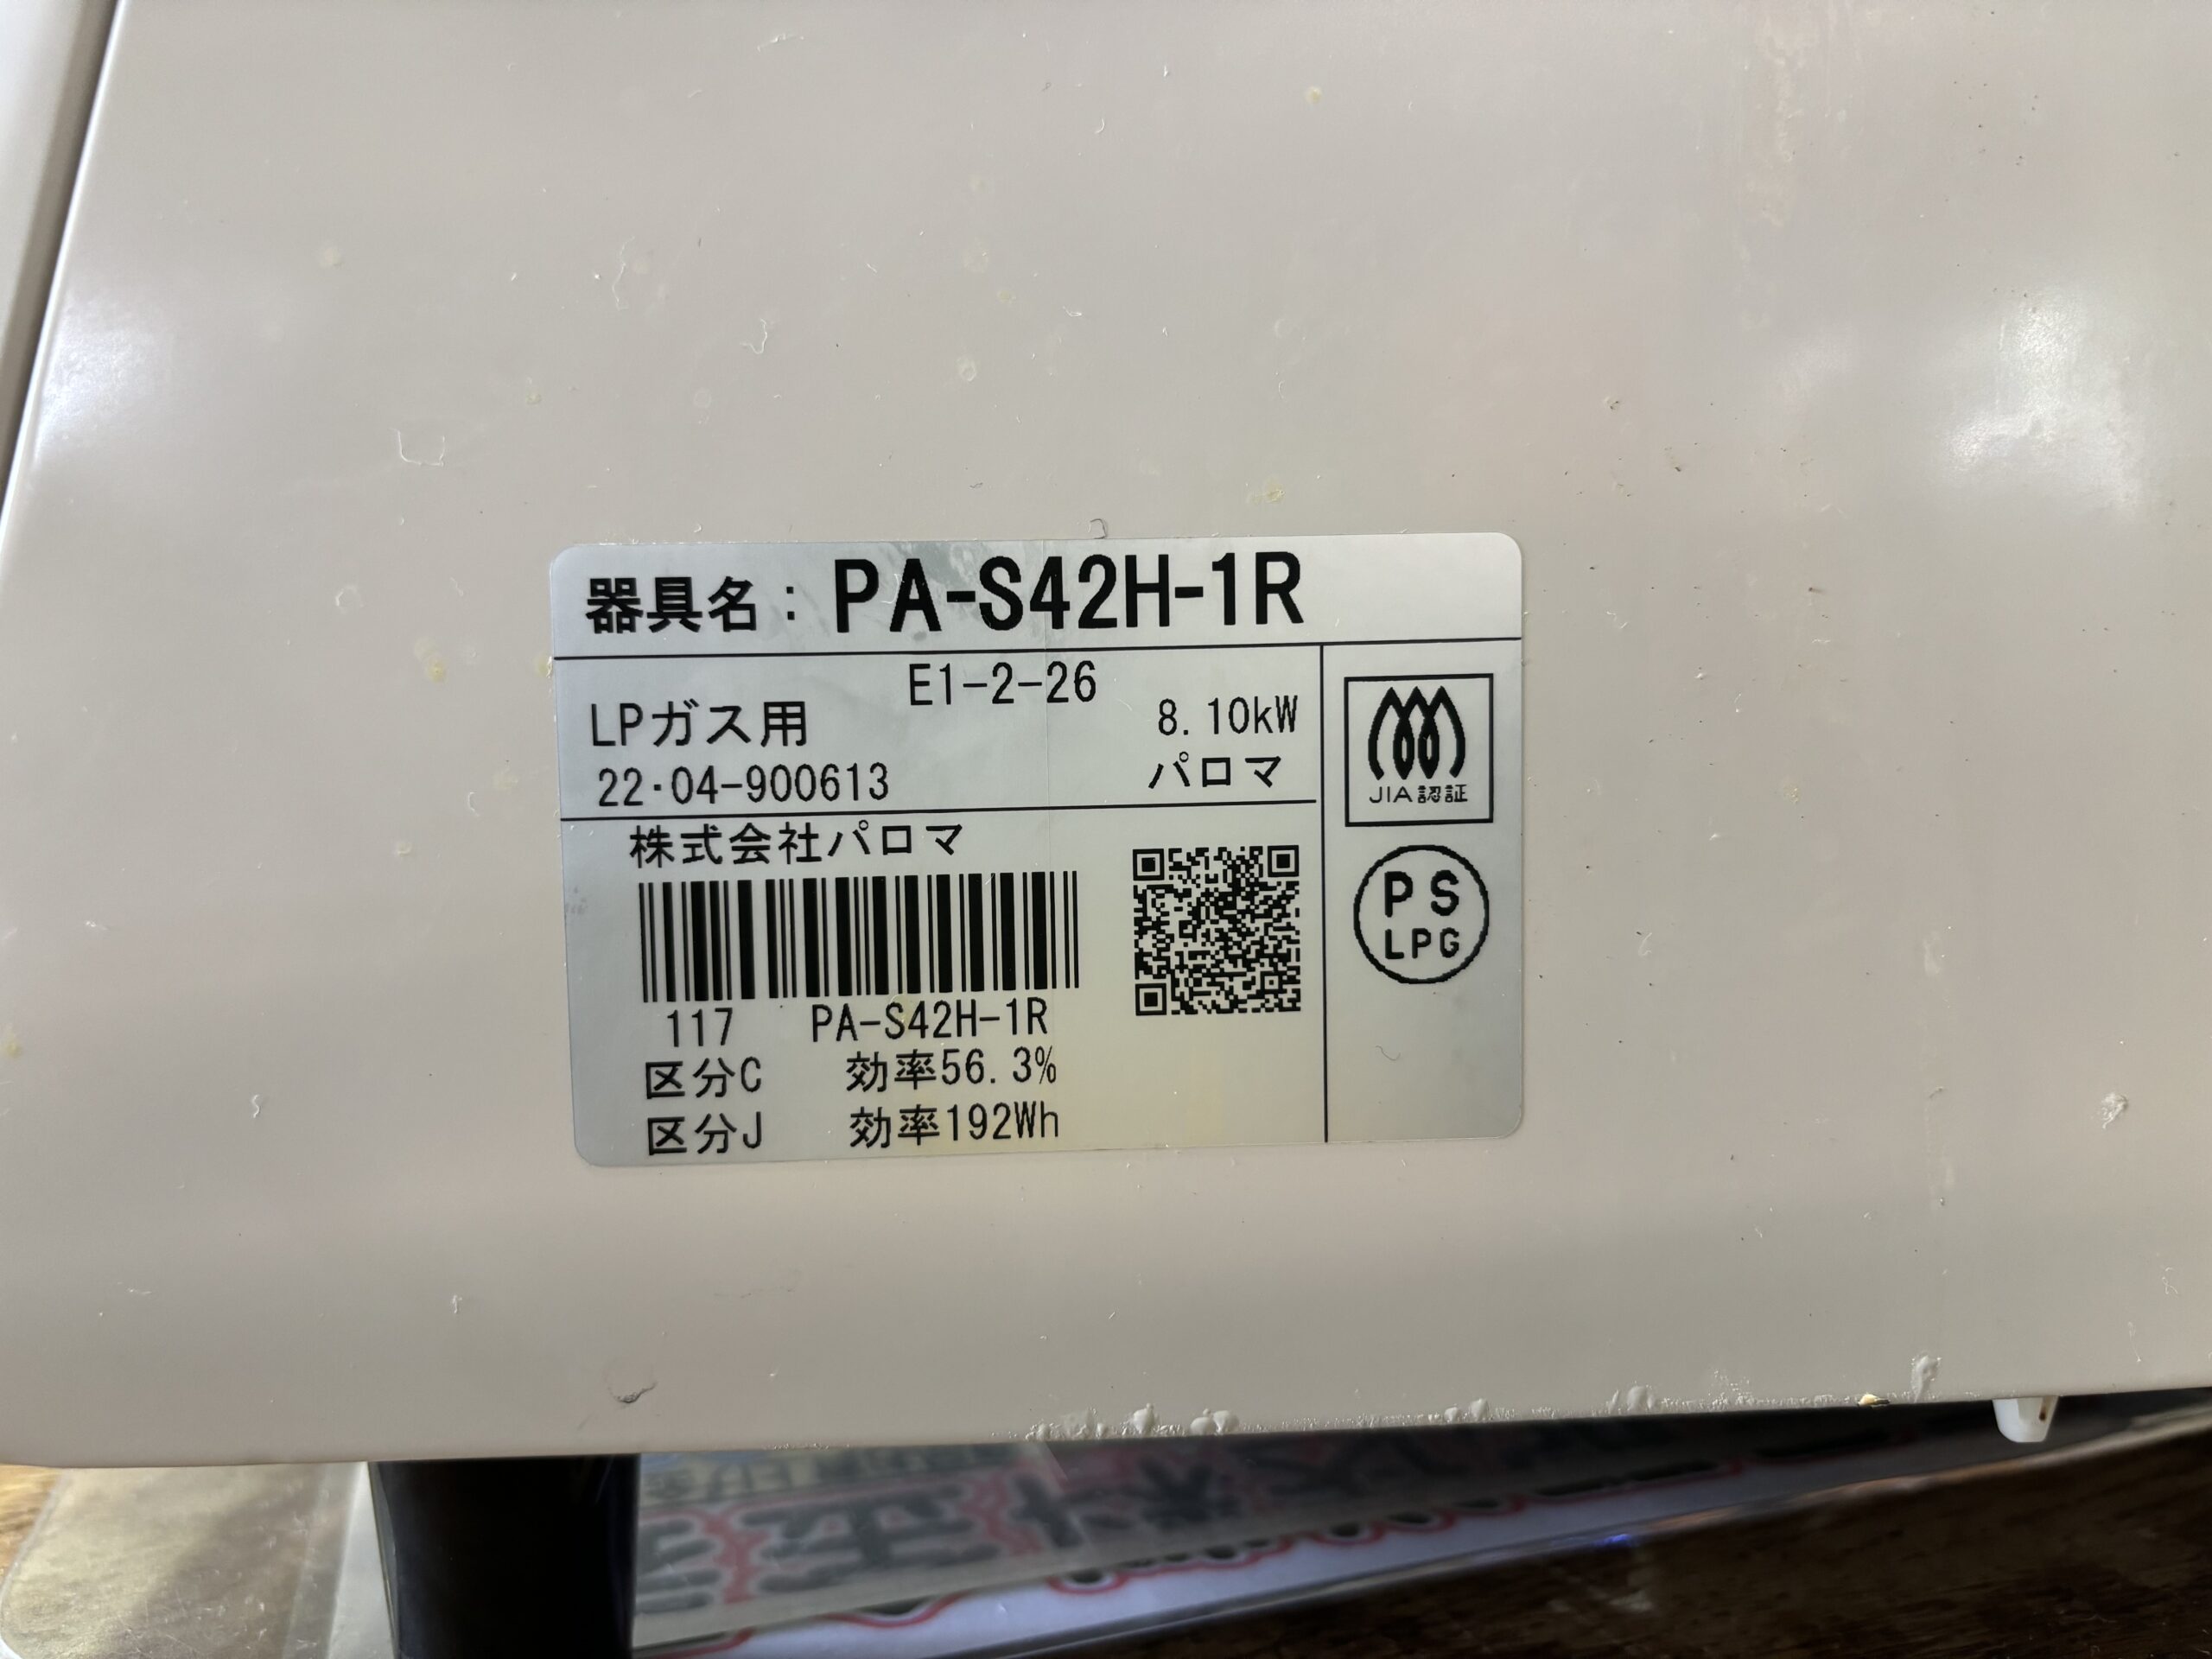 器具名：PA-S42H-1R
E1-2-26
LPガス用 8.10kW
22・04-900613 パロマ
JIA認証
株式会社パロマ
PS
LPG
117 PA-S42H-1R
区分C 効率56.3%
区分J 効率192Wh